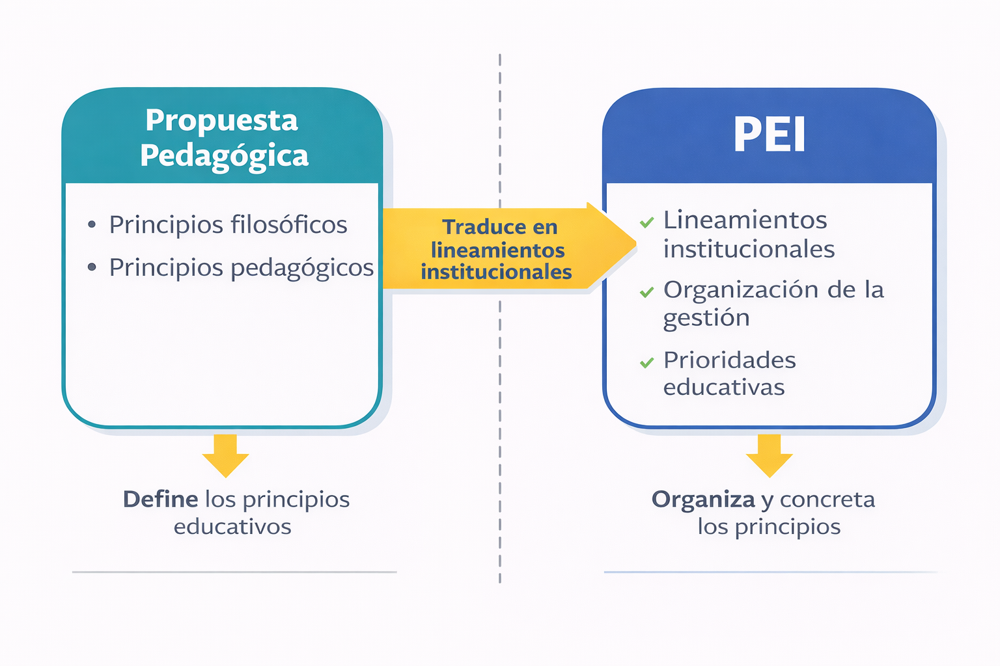 Propuesta
Pedagógica
• Principios filosóficos
• Principios pedagógicos
Traduce en
lineamientos
institucionales
PEI
✓ Lineamientos
institucionales
✓ Organización de la
gestión
✓ Prioridades
educativas
Define los principios
educativos
Organiza y concreta
los principios